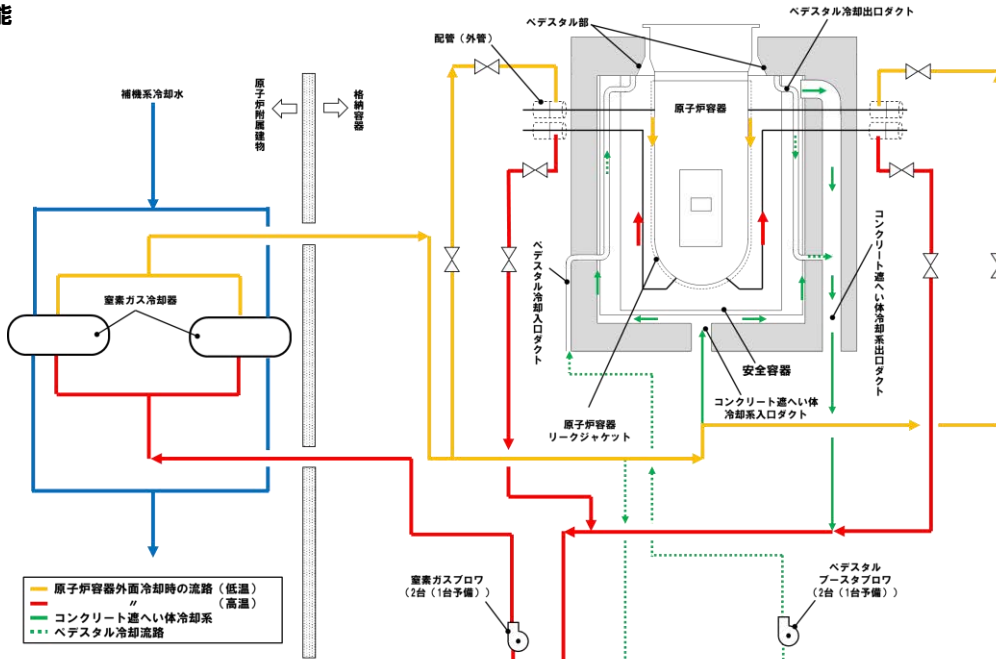 能
ペデスタル部
ペデスタル冷却出口ダクト
配管（外管）
補機系冷却水
原子炉附属建物
格納容器
原子炉容器
窒素ガス冷却器
ペデスタル冷却入口ダクト
コンクリート遮へい体冷却系出口ダクト
安全容器
コンクリート遮へい体
冷却系入口ダクト
原子炉容器
リークジャケット
窒素ガスブロワ
（2台（1台予備））
ペデスタル
ブースタブロワ
（2台（1台予備））
原子炉容器外面冷却時の流路（低温）
〃　（高温）
コンクリート遮へい体冷却系
ペデスタル冷却流路